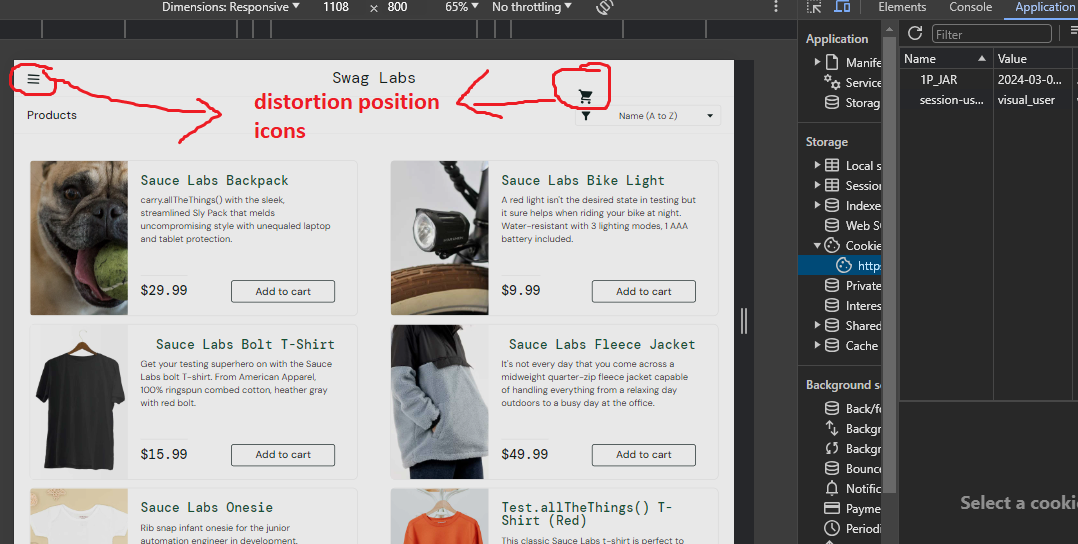 Dimensions: Responsive 1108 × 800 65% No throttling
Elements Console Application
Application
Manife
Service
Storag
Storage
Local s
Session
Indexe
Web S
Cookie
https
Private
Interes
Shared
Cache
Background se
Back/fo
Backgr
Backgr
Bounce
Notific
Payme
Periodi
Filter
Name Value
1P_JAR 2024-03-0...
session-us... visual_user
Select a cooki
Swag Labs
distortion position
icons
Products
Name (A to Z)
Sauce Labs Backpack
carry.allTheThings() with the sleek,
streamlined Sly Pack that melds
uncompromising style with unequaled laptop
and tablet protection.
$29.99 Add to cart
Sauce Labs Bike Light
A red light isn't the desired state in testing but
it sure helps when riding your bike at night.
Water-resistant with 3 lighting modes, 1 AAA
battery included.
$9.99 Add to cart
Sauce Labs Bolt T-Shirt
Get your testing superhero on with the Sauce
Labs bolt T-shirt. From American Apparel,
100% ringspun combed cotton, heather gray
with red bolt.
$15.99 Add to cart
Sauce Labs Fleece Jacket
It's not every day that you come across a
midweight quarter-zip fleece jacket capable
of handling everything from a relaxing day
outdoors to a busy day at the office.
$49.99 Add to cart
Sauce Labs Onesie
Rib snap infant onesie for the junior
automation engineer in development.
Test.allTheThings() T-
Shirt (Red)
This classic Sauce Labs t-shirt is perfect to